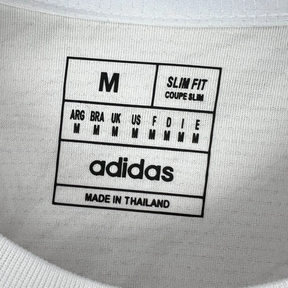 M
SLIM FIT
COUPE SLIM
ARG BRA UK US F D I E
M M M M M M M M
adidas
MADE IN THAILAND